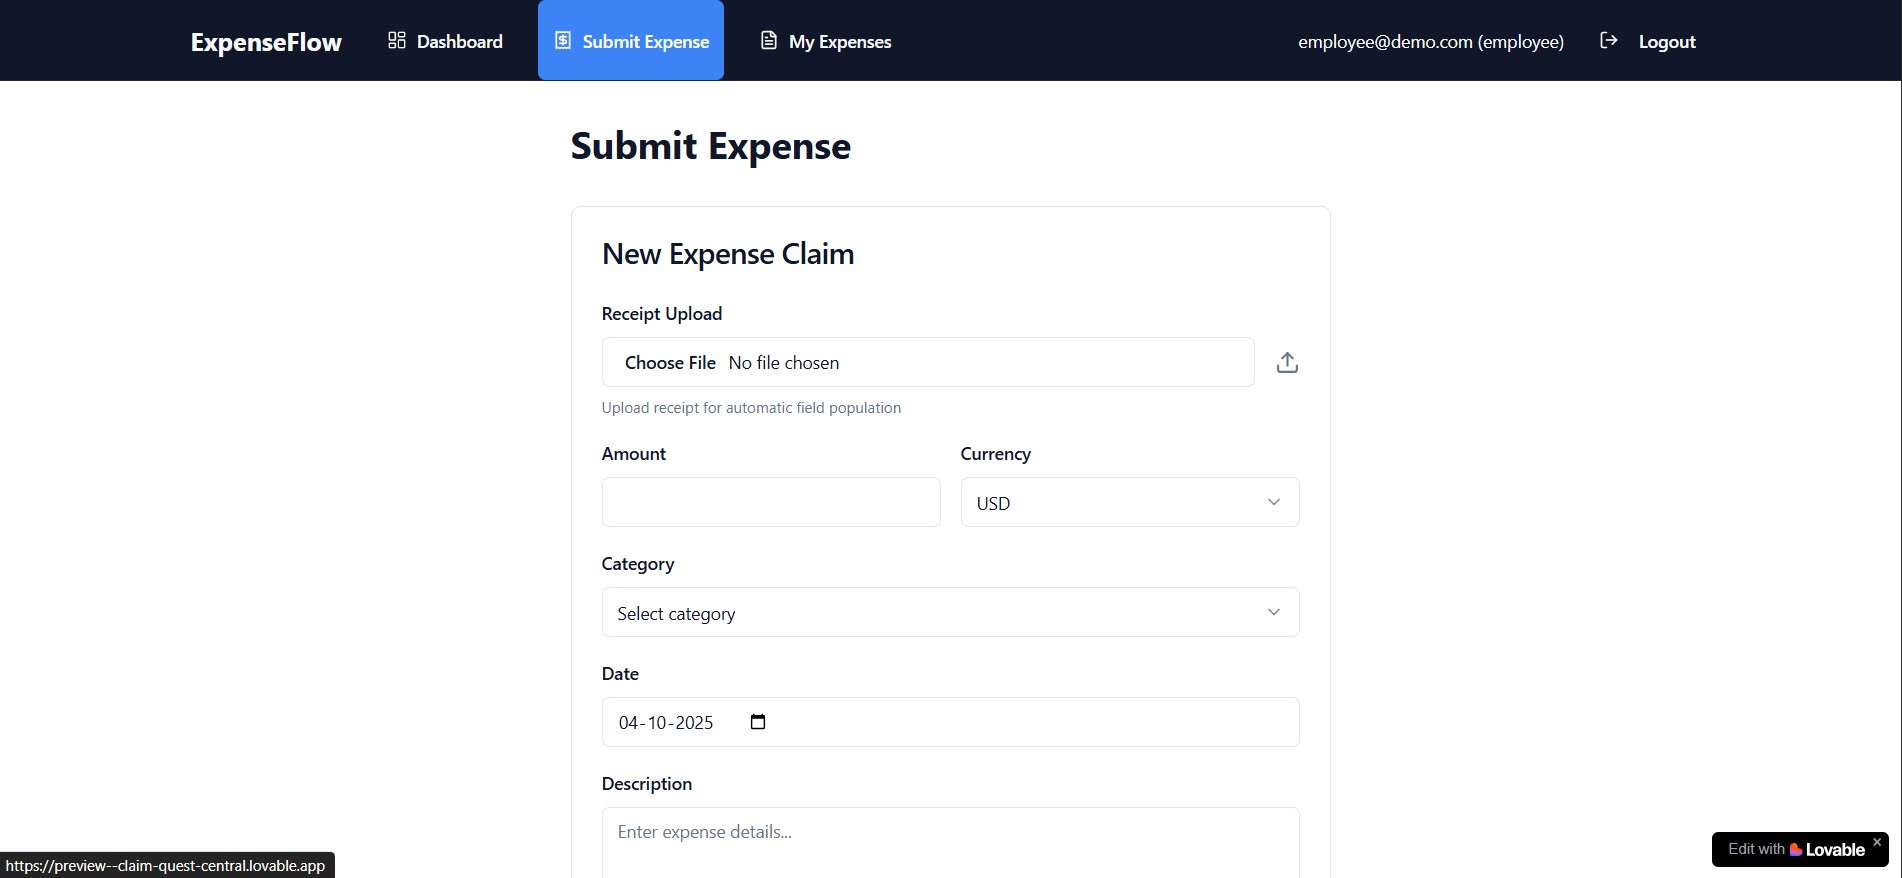 ExpenseFlow Dashboard Submit Expense My Expenses employee@demo.com (employee) Logout
Submit Expense
New Expense Claim
Receipt Upload
Choose File No file chosen
Upload receipt for automatic field population
Amount Currency
USD
Category
Select category
Date
04-10-2025
Description
Enter expense details...
Edit with Lovable ×
https://preview--claim-quest-central.lovable.app